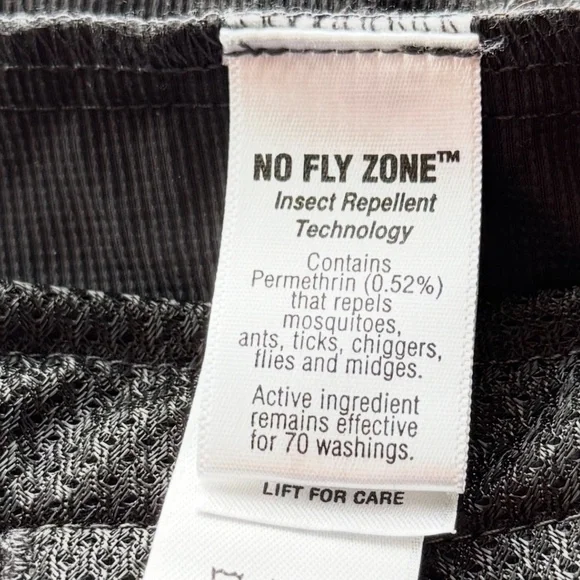 NO FLY ZONE™
Insect Repellent
Technology
Contains
Permethrin (0.52%)
that repels
mosquitoes,
ants, ticks, chiggers,
flies and midges.
Active ingredient
remains effective
for 70 washings.
LIFT FOR CARE